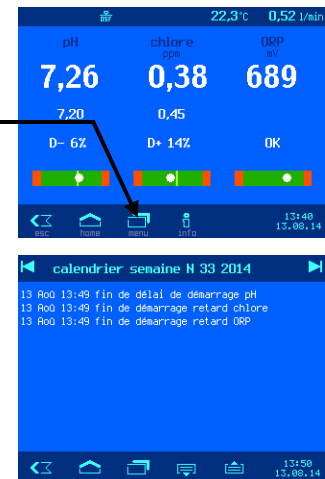 DSF 22,3°C 0,52 l/min
pH chlore ORP
ppm mV
7,26 0,38 689
7,20 0,45
D- 6% D+ 14% OK
esc home menu info
13:40
13.08.14
calendrier semaine N 33 2014
13 Aoû 13:49 fin de délai de démarrage pH
13 Aoû 13:49 fin de démarrage retard chlore
13 Aoû 13:49 fin de démarrage retard ORP
13:50
13.08.14